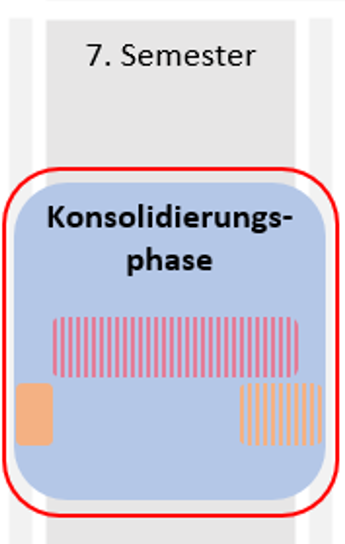 7. Semester
Konsolidierungs-
phase